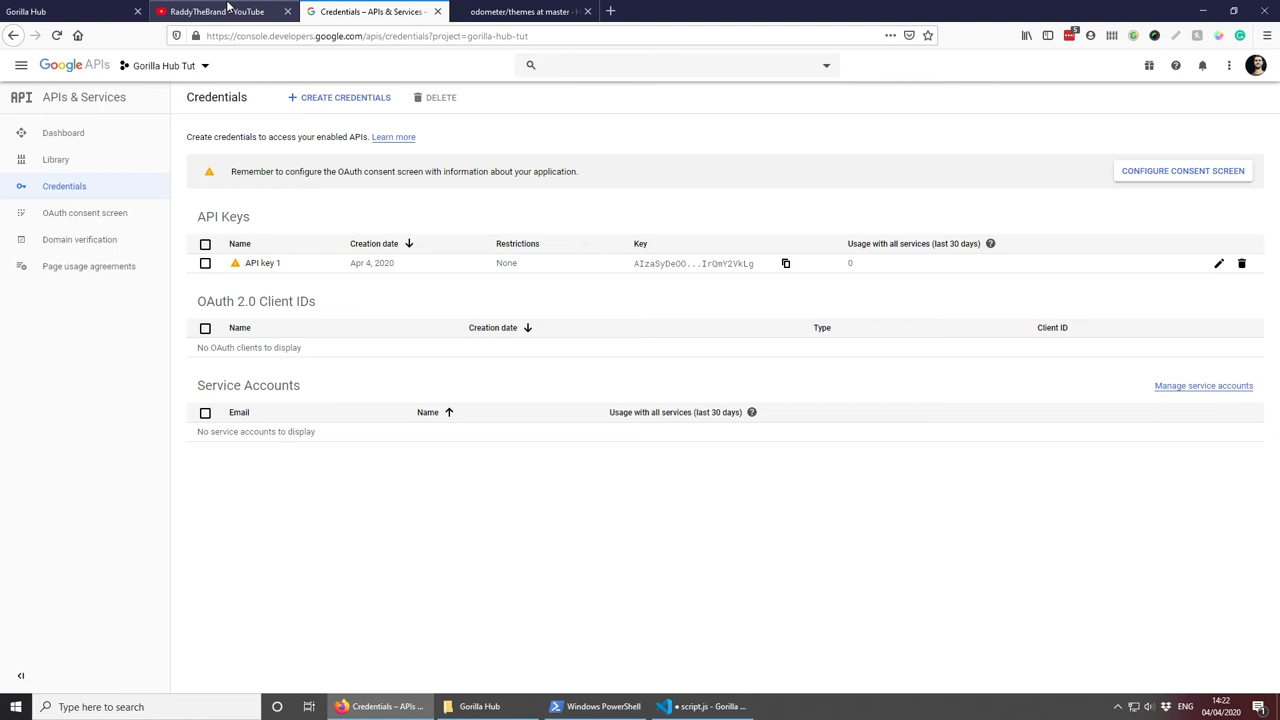 Gorilla Hub
RaddyTheBrand - YouTube
Credentials – APIs & Services –
odometer/themes at master ·
https://console.developers.google.com/apis/credentials?project=gorilla-hub-tut
5
Google APIs
Gorilla Hub Tut
API APIs & Services
Credentials
CREATE CREDENTIALS
DELETE
Dashboard
Library
Credentials
OAuth consent screen
Domain verification
Page usage agreements
Create credentials to access your enabled APIs. Learn more
Remember to configure the OAuth consent screen with information about your application.
CONFIGURE CONSENT SCREEN
API Keys
Name Creation date Restrictions Key Usage with all services (last 30 days)
API key 1 Apr 4, 2020 None AIzaSyDeOO...IrQmY2VkLg 0
OAuth 2.0 Client IDs
Name Creation date Type Client ID
No OAuth clients to display
Service Accounts
Manage service accounts
Email Name Usage with all services (last 30 days)
No service accounts to display
Type here to search
Credentials – APIs ...
Gorilla Hub
Windows PowerShell
● script.js - Gorilla ...
ENG
14:22
04/04/2020
1